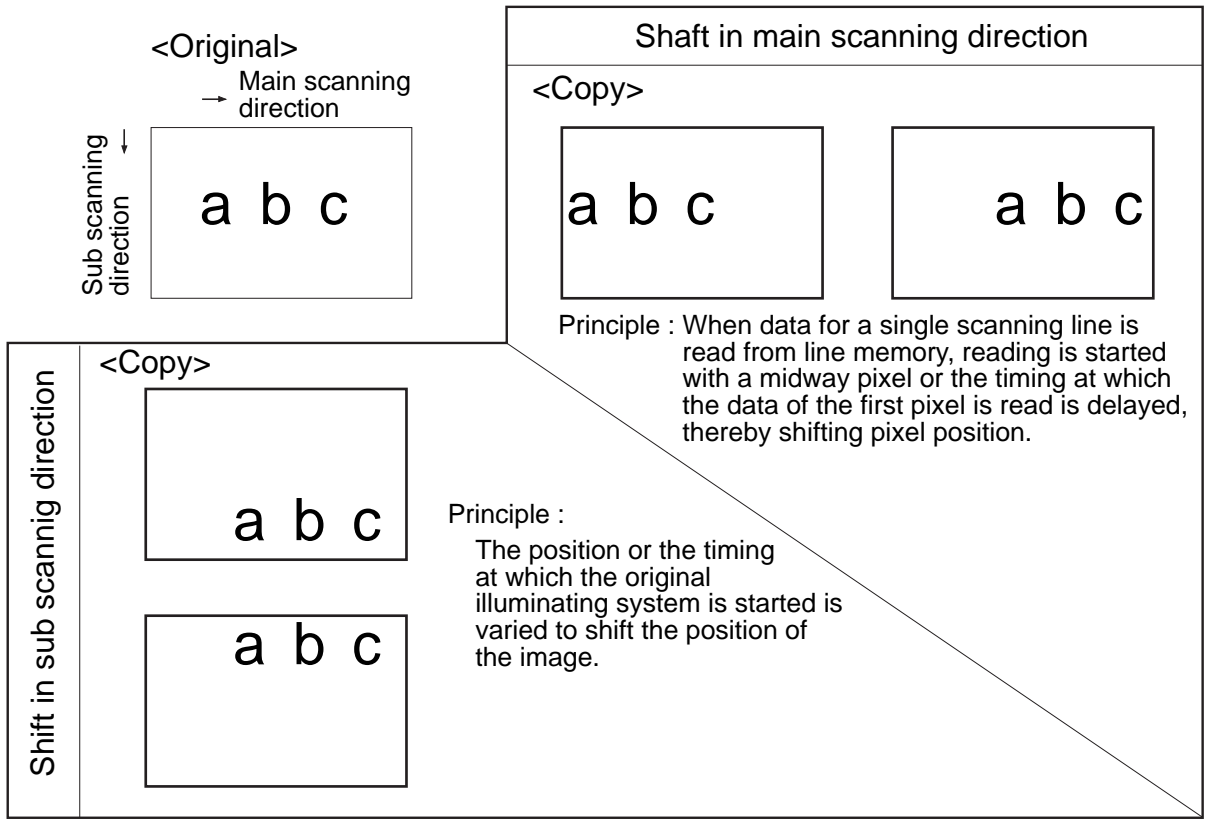 <Original>
Main scanning
direction
Sub scanning
direction
a b c
Shaft in main scanning direction
<Copy>
a b c
a b c
Principle : When data for a single scanning line is
read from line memory, reading is started
with a midway pixel or the timing at which
the data of the first pixel is read is delayed,
thereby shifting pixel position.
Shift in sub scannig direction
<Copy>
a b c
a b c
Principle :
The position or the timing
at which the original
illuminating system is started is
varied to shift the position of
the image.